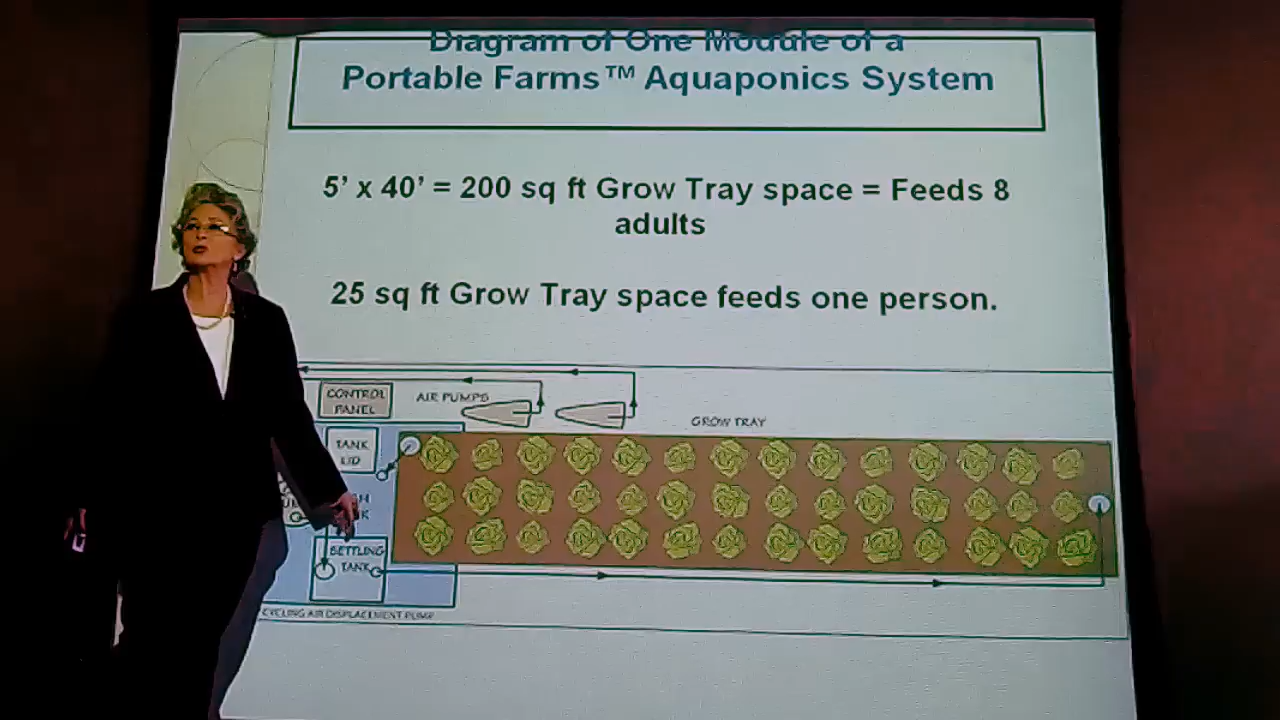 Diagram of One Module of a
Portable Farms™ Aquaponics System
5' x 40' = 200 sq ft Grow Tray space = Feeds 8
adults
25 sq ft Grow Tray space feeds one person.
CONTROL
PANEL
AIR PUMPS
GROW TRAY
TANK
LID
SETTLING
TANK
CYCLING AIR DISPLACEMENT PUMP